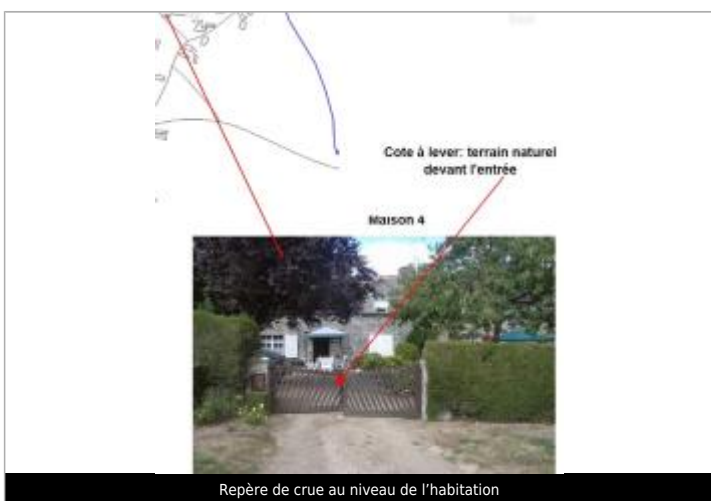 Cote à lever: terrain naturel
devant l'entrée
Maison 4
Repère de crue au niveau de l'habitation